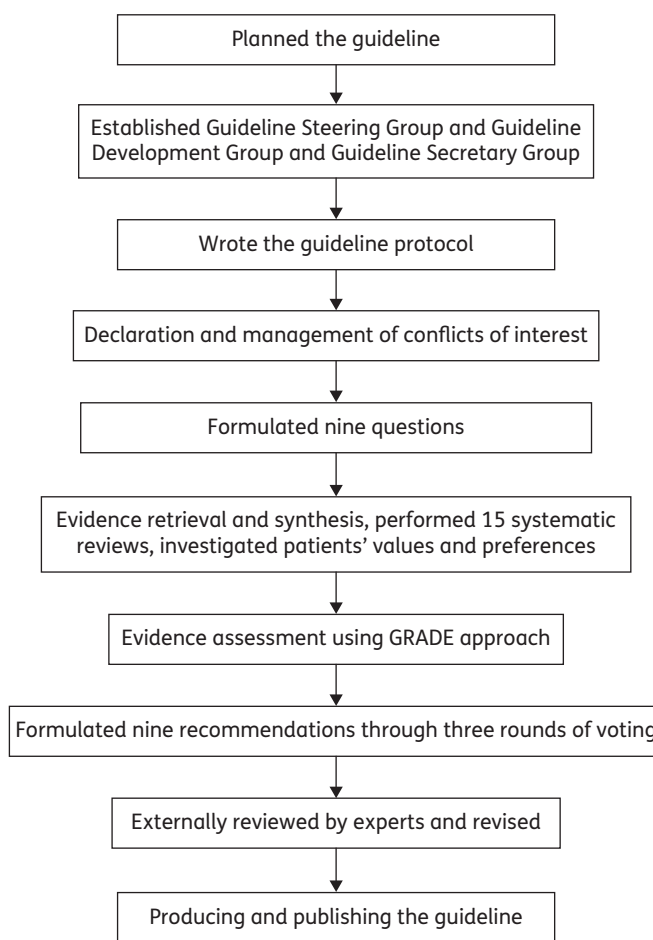 Planned the guideline
Established Guideline Steering Group and Guideline
Development Group and Guideline Secretary Group
Wrote the guideline protocol
Declaration and management of conflicts of interest
Formulated nine questions
Evidence retrieval and synthesis, performed 15 systematic
reviews, investigated patients’ values and preferences
Evidence assessment using GRADE approach
Formulated nine recommendations through three rounds of voting
Externally reviewed by experts and revised
Producing and publishing the guideline